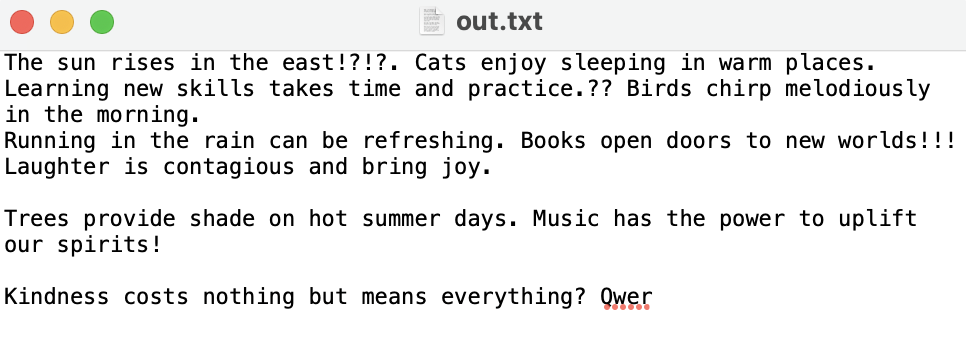 out.txt
The sun rises in the east!?!?. Cats enjoy sleeping in warm places.
Learning new skills takes time and practice.?? Birds chirp melodiously
in the morning.
Running in the rain can be refreshing. Books open doors to new worlds!!!
Laughter is contagious and bring joy.
Trees provide shade on hot summer days. Music has the power to uplift
our spirits!
Kindness costs nothing but means everything? Qwer